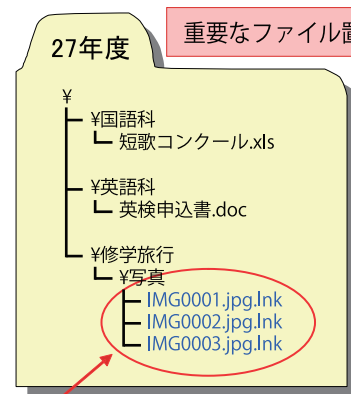 27年度
重要なファイル置
¥
¥国語科
短歌コンクール.xls
¥英語科
英検申込書.doc
¥修学旅行
¥写真
IMG0001.jpg.lnk
IMG0002.jpg.lnk
IMG0003.jpg.lnk